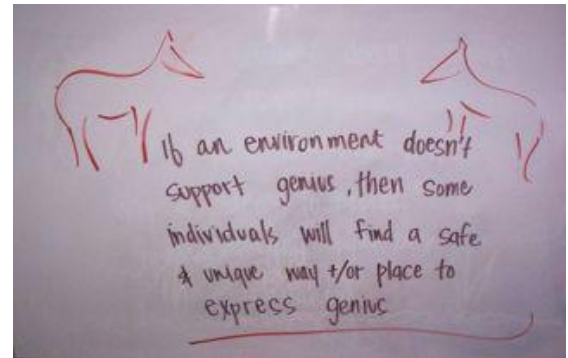 If an environment doesn't
support genius, then some
individuals will find a safe
& unique way +/or place to
express genius